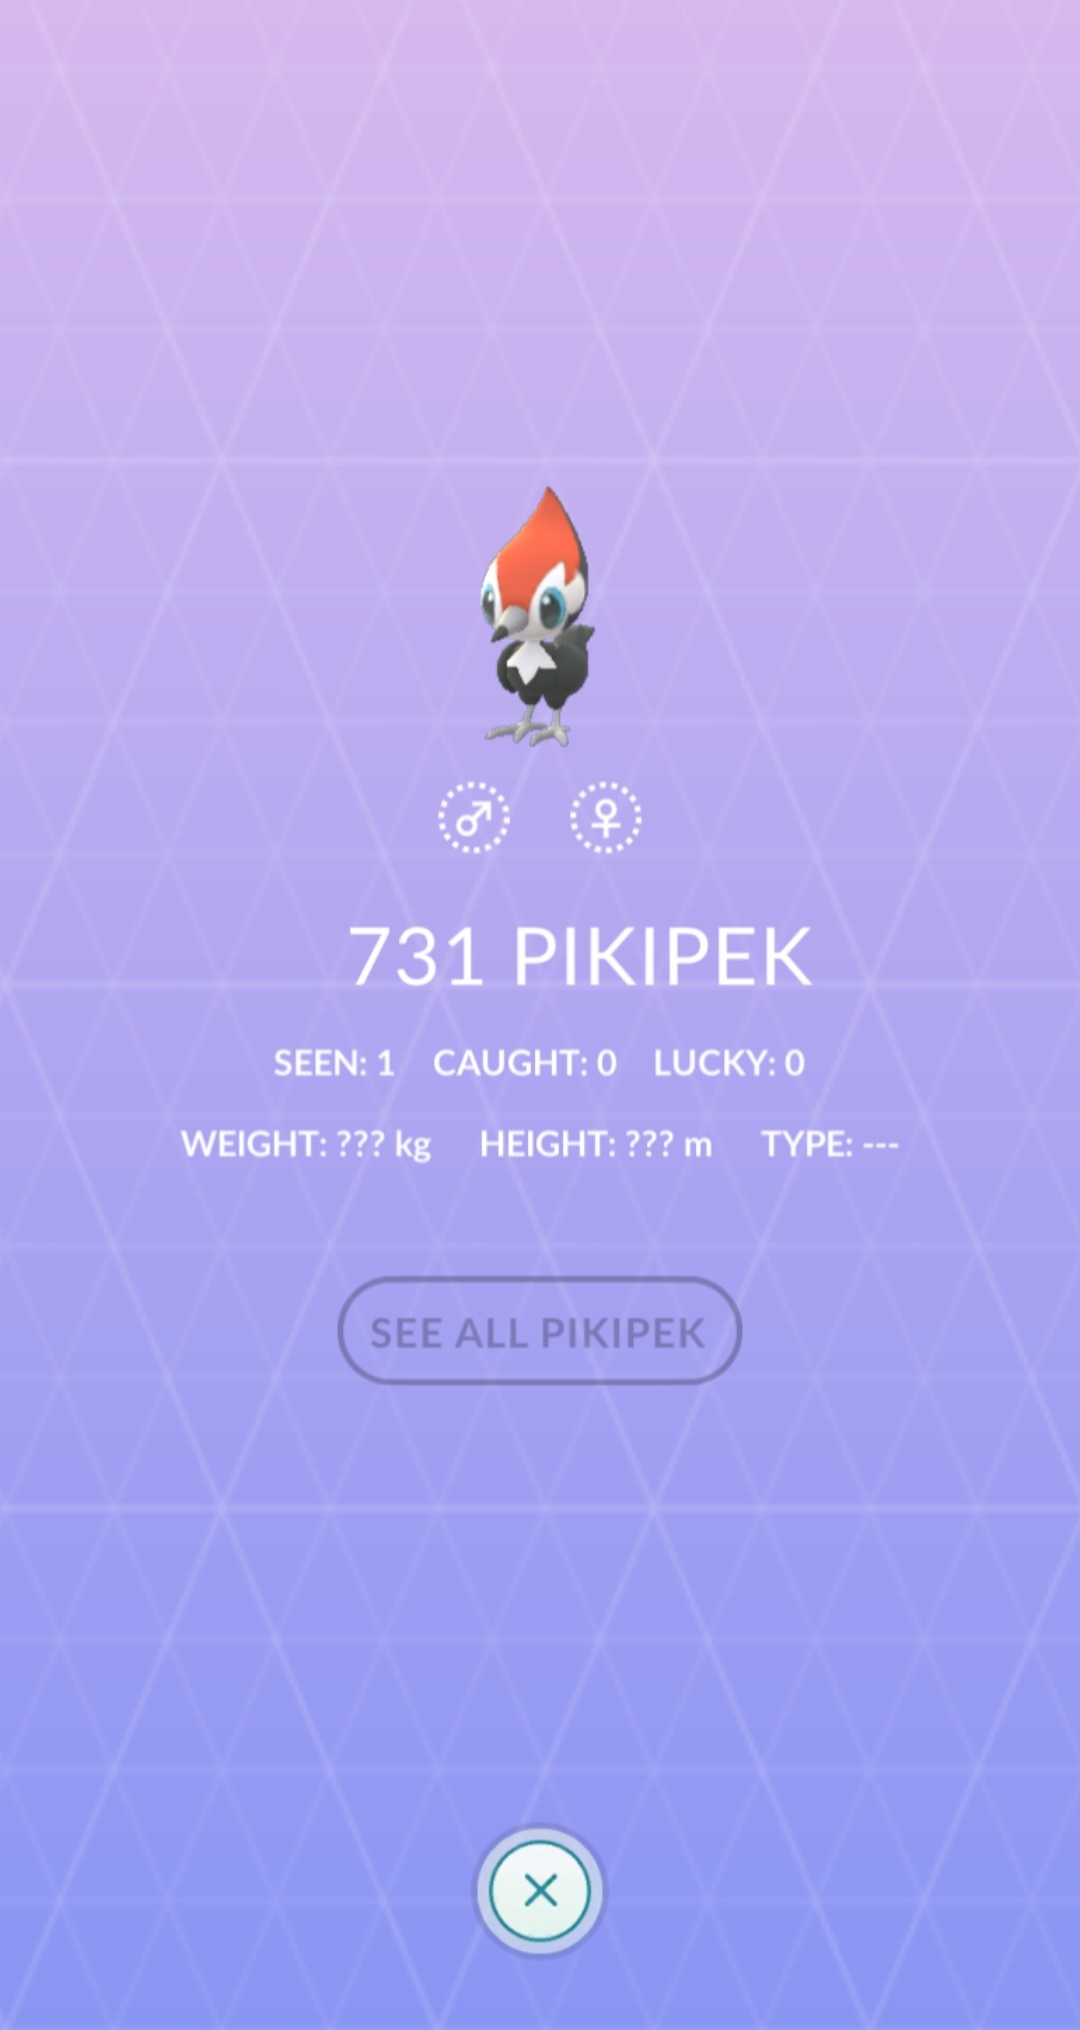 731 PIKIPEK
SEEN: 1 CAUGHT: 0 LUCKY: 0
WEIGHT: ??? kg HEIGHT: ??? m TYPE: ---
SEE ALL PIKIPEK